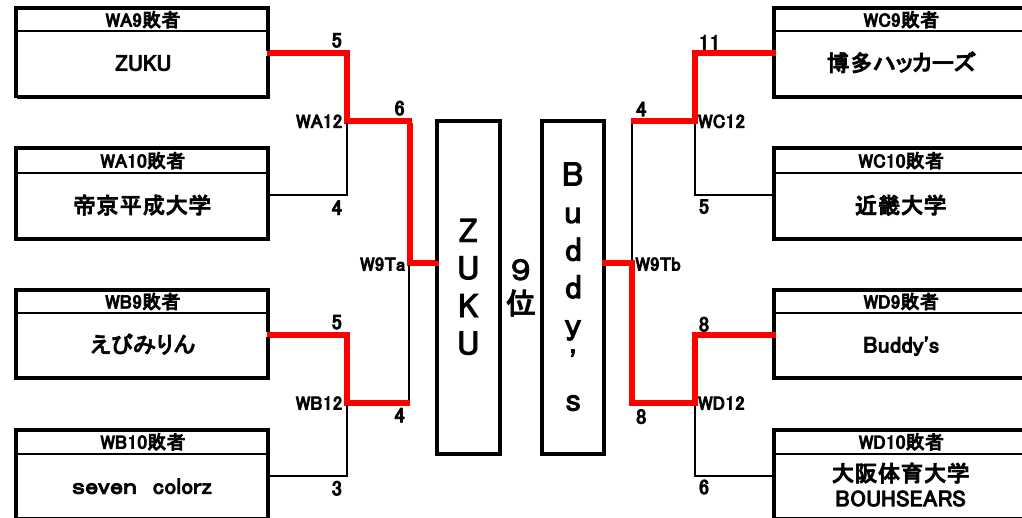 WA9敗者
ZUKU
5
WA12
6
WA10敗者
帝京平成大学
4
W9Ta
WB9敗者
えびみりん
5
WB12
4
WB10敗者
seven colorz
3
ZUKU
9位
Buddy's
WC9敗者
博多ハッカーズ
11
4
WC12
WC10敗者
近畿大学
5
W9Tb
WD9敗者
Buddy's
8
WD12
8
WD10敗者
大阪体育大学
BOUHSEARS
6